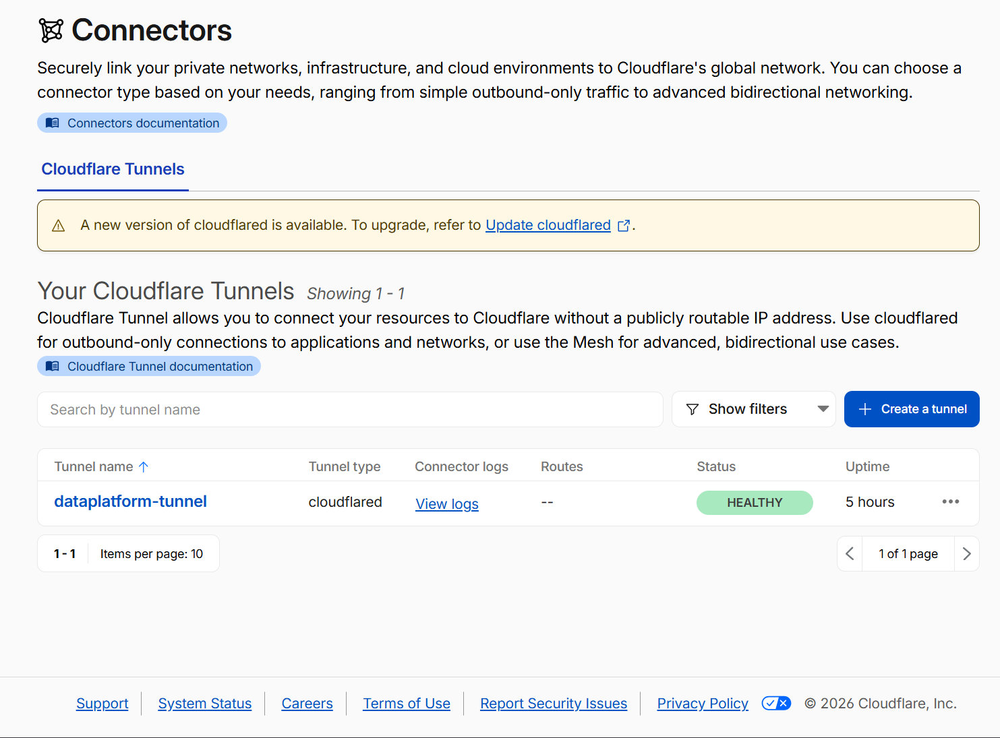 Connectors
Securely link your private networks, infrastructure, and cloud environments to Cloudflare's global network. You can choose a
connector type based on your needs, ranging from simple outbound-only traffic to advanced bidirectional networking.
Connectors documentation
Cloudflare Tunnels
A new version of cloudflared is available. To upgrade, refer to Update cloudflared .
Your Cloudflare Tunnels Showing 1 - 1
Cloudflare Tunnel allows you to connect your resources to Cloudflare without a publicly routable IP address. Use cloudflared
for outbound-only connections to applications and networks, or use the Mesh for advanced, bidirectional use cases.
Cloudflare Tunnel documentation
Search by tunnel name Show filters Create a tunnel
Tunnel name Tunnel type Connector logs Routes Status Uptime
dataplatform-tunnel cloudflared View logs -- HEALTHY 5 hours
1 - 1 Items per page: 10 1 of 1 page
Support System Status Careers Terms of Use Report Security Issues Privacy Policy © 2026 Cloudflare, Inc.